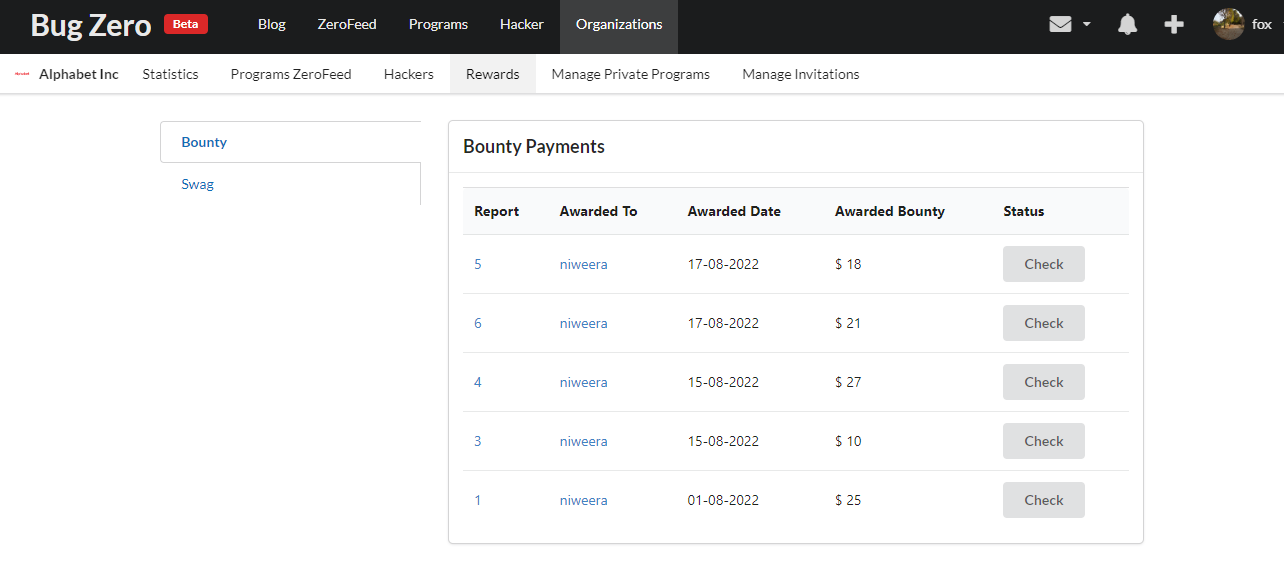 Bug Zero Beta Blog ZeroFeed Programs Hacker Organizations fox
Alphabet Inc Statistics Programs ZeroFeed Hackers Rewards Manage Private Programs Manage Invitations
Bounty
Swag
Bounty Payments
Report Awarded To Awarded Date Awarded Bounty Status
5 niweera 17-08-2022 $ 18 Check
6 niweera 17-08-2022 $ 21 Check
4 niweera 15-08-2022 $ 27 Check
3 niweera 15-08-2022 $ 10 Check
1 niweera 01-08-2022 $ 25 Check